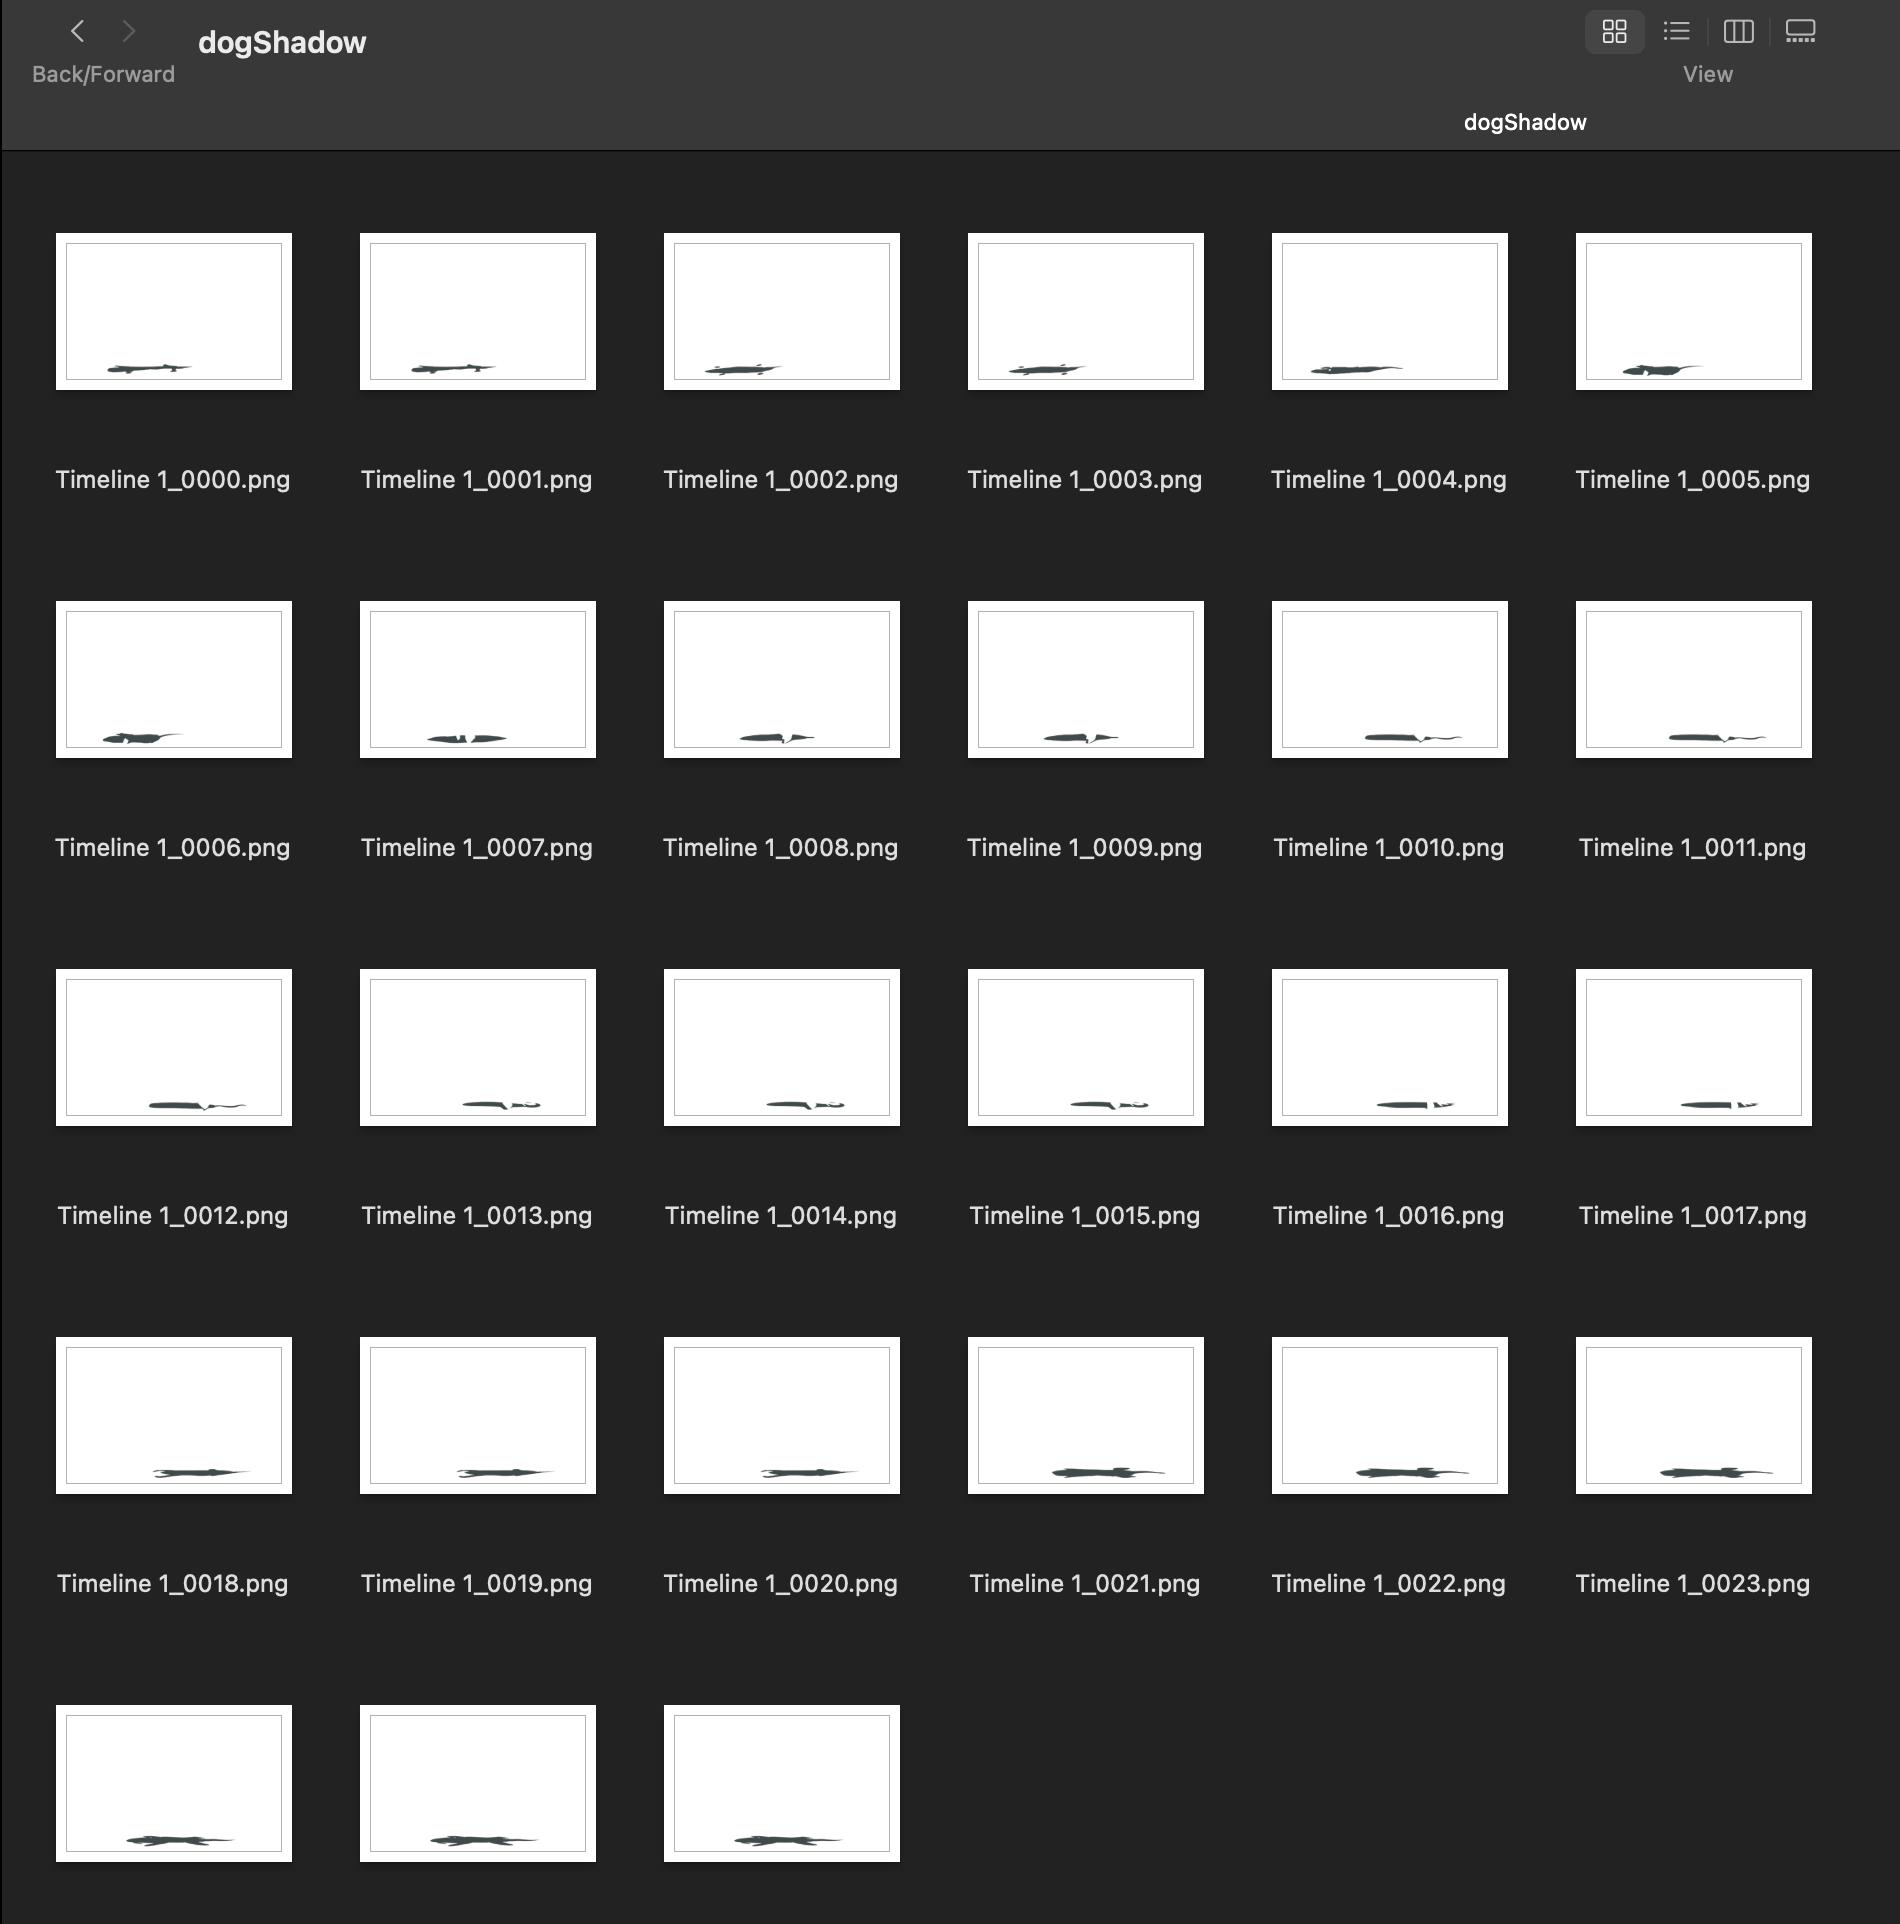 dogShadow
Back/Forward
View
dogShadow
Timeline 1_0000.png
Timeline 1_0001.png
Timeline 1_0002.png
Timeline 1_0003.png
Timeline 1_0004.png
Timeline 1_0005.png
Timeline 1_0006.png
Timeline 1_0007.png
Timeline 1_0008.png
Timeline 1_0009.png
Timeline 1_0010.png
Timeline 1_0011.png
Timeline 1_0012.png
Timeline 1_0013.png
Timeline 1_0014.png
Timeline 1_0015.png
Timeline 1_0016.png
Timeline 1_0017.png
Timeline 1_0018.png
Timeline 1_0019.png
Timeline 1_0020.png
Timeline 1_0021.png
Timeline 1_0022.png
Timeline 1_0023.png